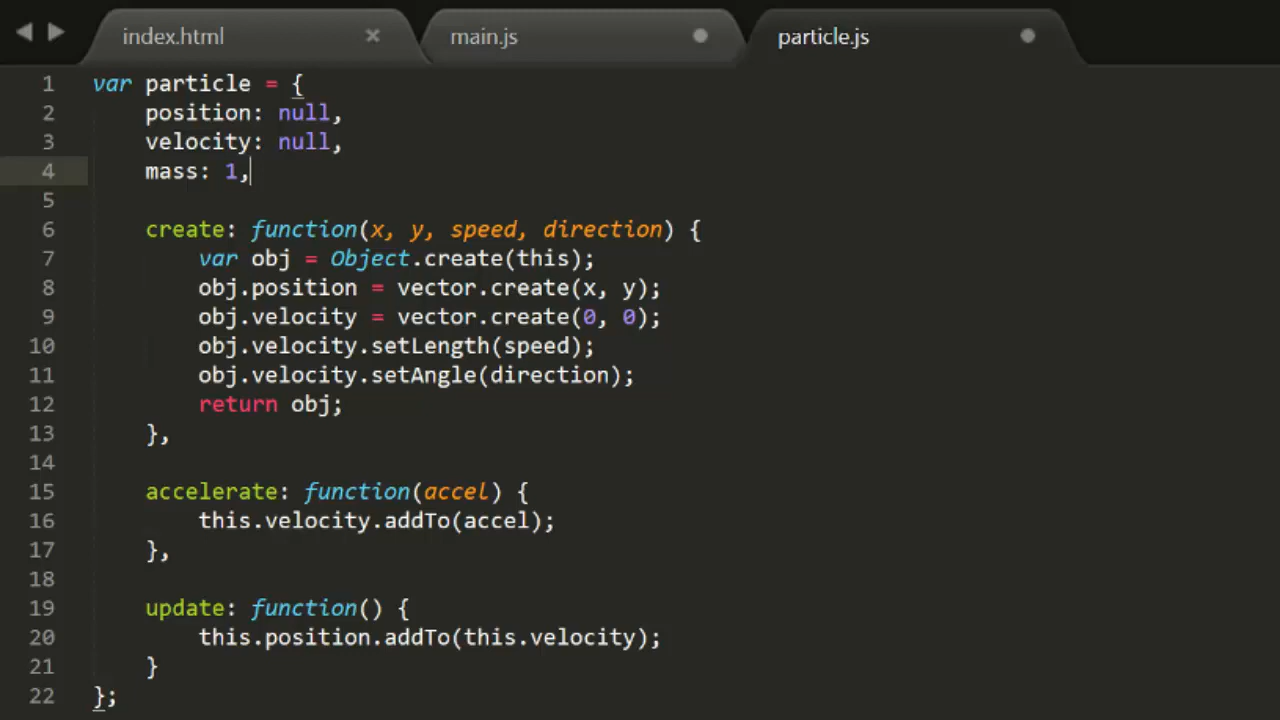 index.html × main.js particle.js
1 var particle = {
2     position: null,
3     velocity: null,
4     mass: 1,
5
6     create: function(x, y, speed, direction) {
7         var obj = Object.create(this);
8         obj.position = vector.create(x, y);
9         obj.velocity = vector.create(0, 0);
10         obj.velocity.setLength(speed);
11         obj.velocity.setAngle(direction);
12         return obj;
13     },
14
15     accelerate: function(accel) {
16         this.velocity.addTo(accel);
17     },
18
19     update: function() {
20         this.position.addTo(this.velocity);
21     }
22 };